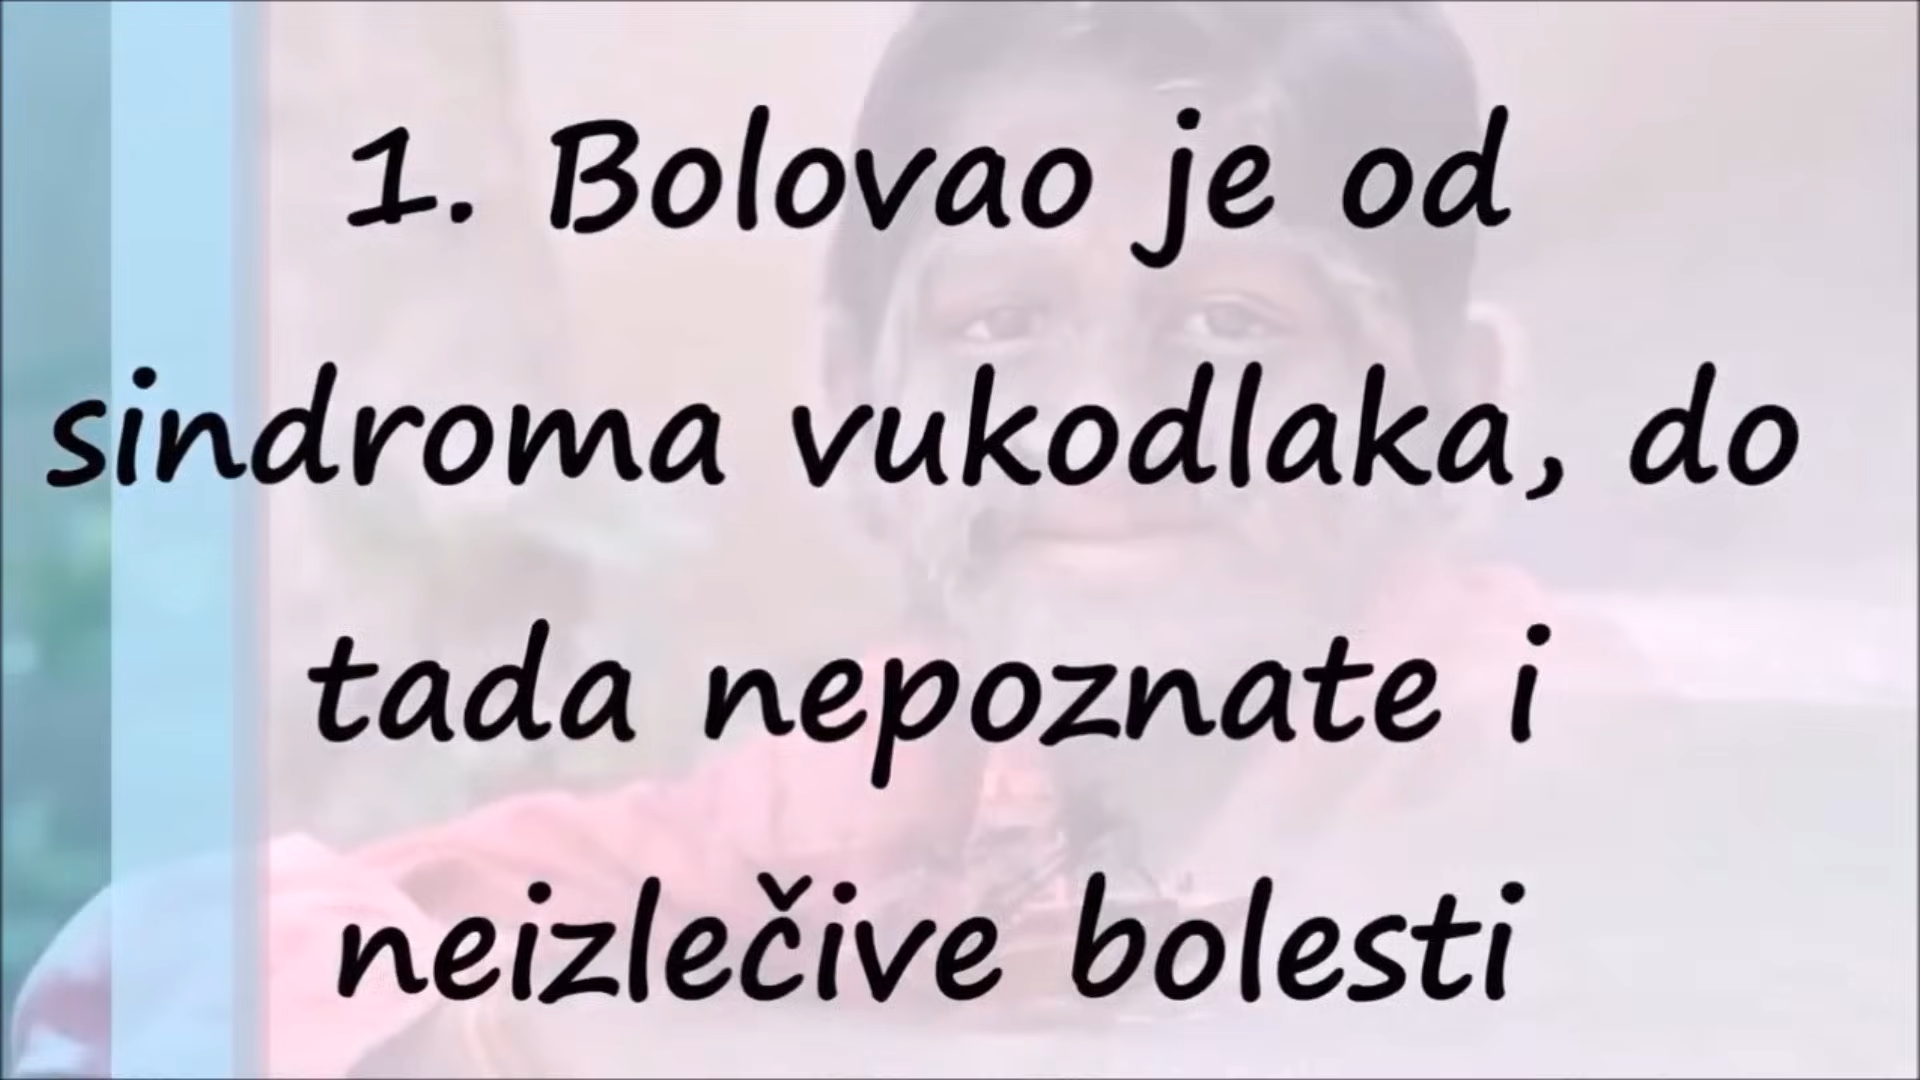 1. Bolovao je od
sindroma vukodlaka, do
tada nepoznate i
neizlečive bolesti